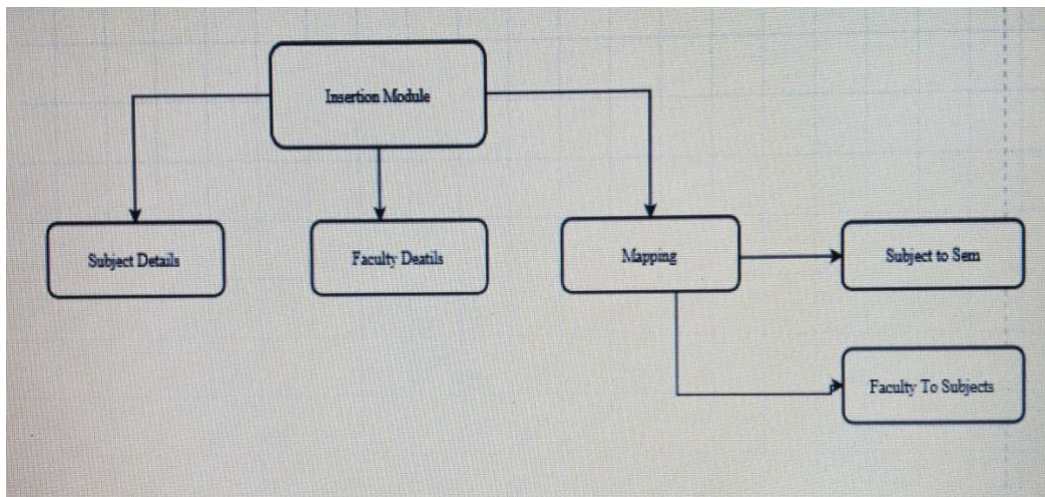 Insertion Module
Subject Details
Faculty Deatils
Mapping
Subject to Sem
Faculty To Subjects